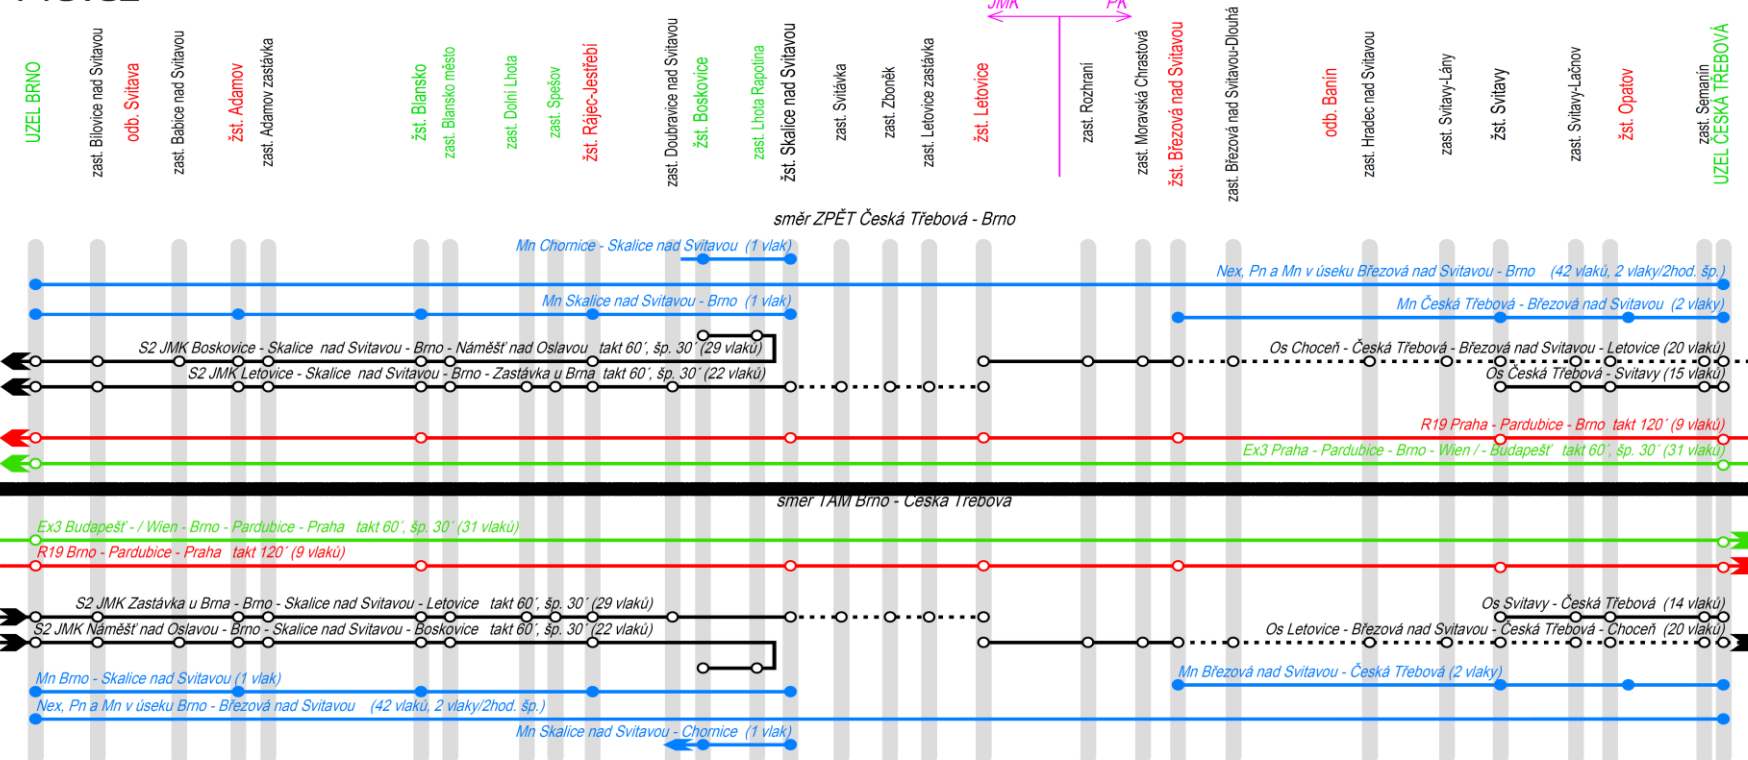 JMK
PK
UZEL BRNO
zast. Bílovice nad Svitavou
odb. Svitava
zast. Babice nad Svitavou
žst. Adamov
zast. Adamov zastávka
žst. Blansko
zast. Blansko město
zast. Dolní Lhota
zast. Spešov
žst. Rájec-Jestřebí
zast. Doubravice nad Svitavou
žst. Boskovice
zast. Lhota Rapotina
žst. Skalice nad Svitavou
zast. Svitávka
zast. Zboněk
zast. Letovice zastávka
žst. Letovice
zast. Rozhraní
zast. Moravská Chrastová
žst. Březová nad Svitavou
zast. Březová nad Svitavou-Dlouhá
odb. Banín
zast. Hradec nad Svitavou
zast. Svitavy-Lány
žst. Svitavy
zast. Svitavy-Lačnov
žst. Opatov
zast. Semanín
UZEL ČESKÁ TŘEBOVÁ
směr ZPĚT Česká Třebová - Brno
Mn Chornice - Skalice nad Svitavou (1 vlak)
Nex, Pn a Mn v úseku Březová nad Svitavou - Brno (42 vlaků, 2 vlaky/2hod. šp.)
Mn Skalice nad Svitavou - Brno (1 vlak)
Mn Česká Třebová - Březová nad Svitavou (2 vlaky)
S2 JMK Boskovice - Skalice nad Svitavou - Brno - Náměšť nad Oslavou takt 60´, šp. 30´ (29 vlaků)
Os Choceň - Česká Třebová - Březová nad Svitavou - Letovice (20 vlaků)
S2 JMK Letovice - Skalice nad Svitavou - Brno - Zastávka u Brna takt 60´, šp. 30´ (22 vlaků)
Os Česká Třebová - Svitavy (15 vlaků)
R19 Praha - Pardubice - Brno takt 120´ (9 vlaků)
Ex3 Praha - Pardubice - Brno - Wien / - Budapešť takt 60´, šp. 30´ (31 vlaků)
směr TAM Brno - Česká Třebová
Ex3 Budapešť - / Wien - Brno - Pardubice - Praha takt 60´, šp. 30´ (31 vlaků)
R19 Brno - Pardubice - Praha takt 120´ (9 vlaků)
S2 JMK Zastávka u Brna - Brno - Skalice nad Svitavou - Letovice takt 60´, šp. 30´ (29 vlaků)
Os Svitavy - Česká Třebová (14 vlaků)
S2 JMK Náměšť nad Oslavou - Brno - Skalice nad Svitavou - Boskovice takt 60´, šp. 30´ (22 vlaků)
Os Letovice - Březová nad Svitavou - Česká Třebová - Choceň (20 vlaků)
Mn Brno - Skalice nad Svitavou (1 vlak)
Mn Březová nad Svitavou - Česká Třebová (2 vlaky)
Nex, Pn a Mn v úseku Brno - Březová nad Svitavou (42 vlaků, 2 vlaky/2hod. šp.)
Mn Skalice nad Svitavou - Chornice (1 vlak)